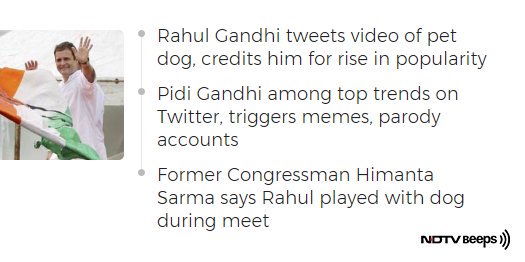 Rahul Gandhi tweets video of pet
dog, credits him for rise in popularity
Pidi Gandhi among top trends on
Twitter, triggers memes, parody
accounts
Former Congressman Himanta
Sarma says Rahul played with dog
during meet
NDTV Beeps